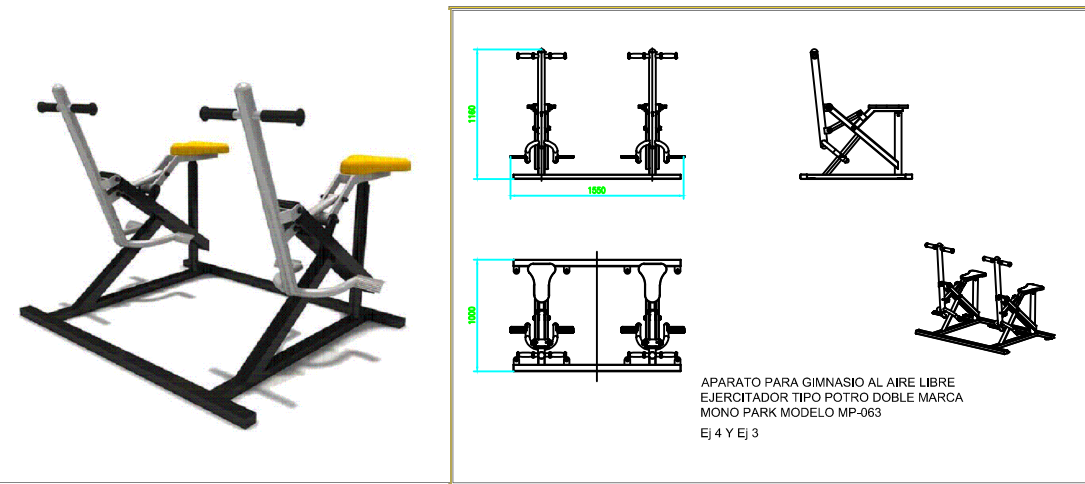 1160
1550
1000
APARATO PARA GIMNASIO AL AIRE LIBRE
EJERCITADOR TIPO POTRO DOBLE MARCA
MONO PARK MODELO MP-063
Ej 4 Y Ej 3